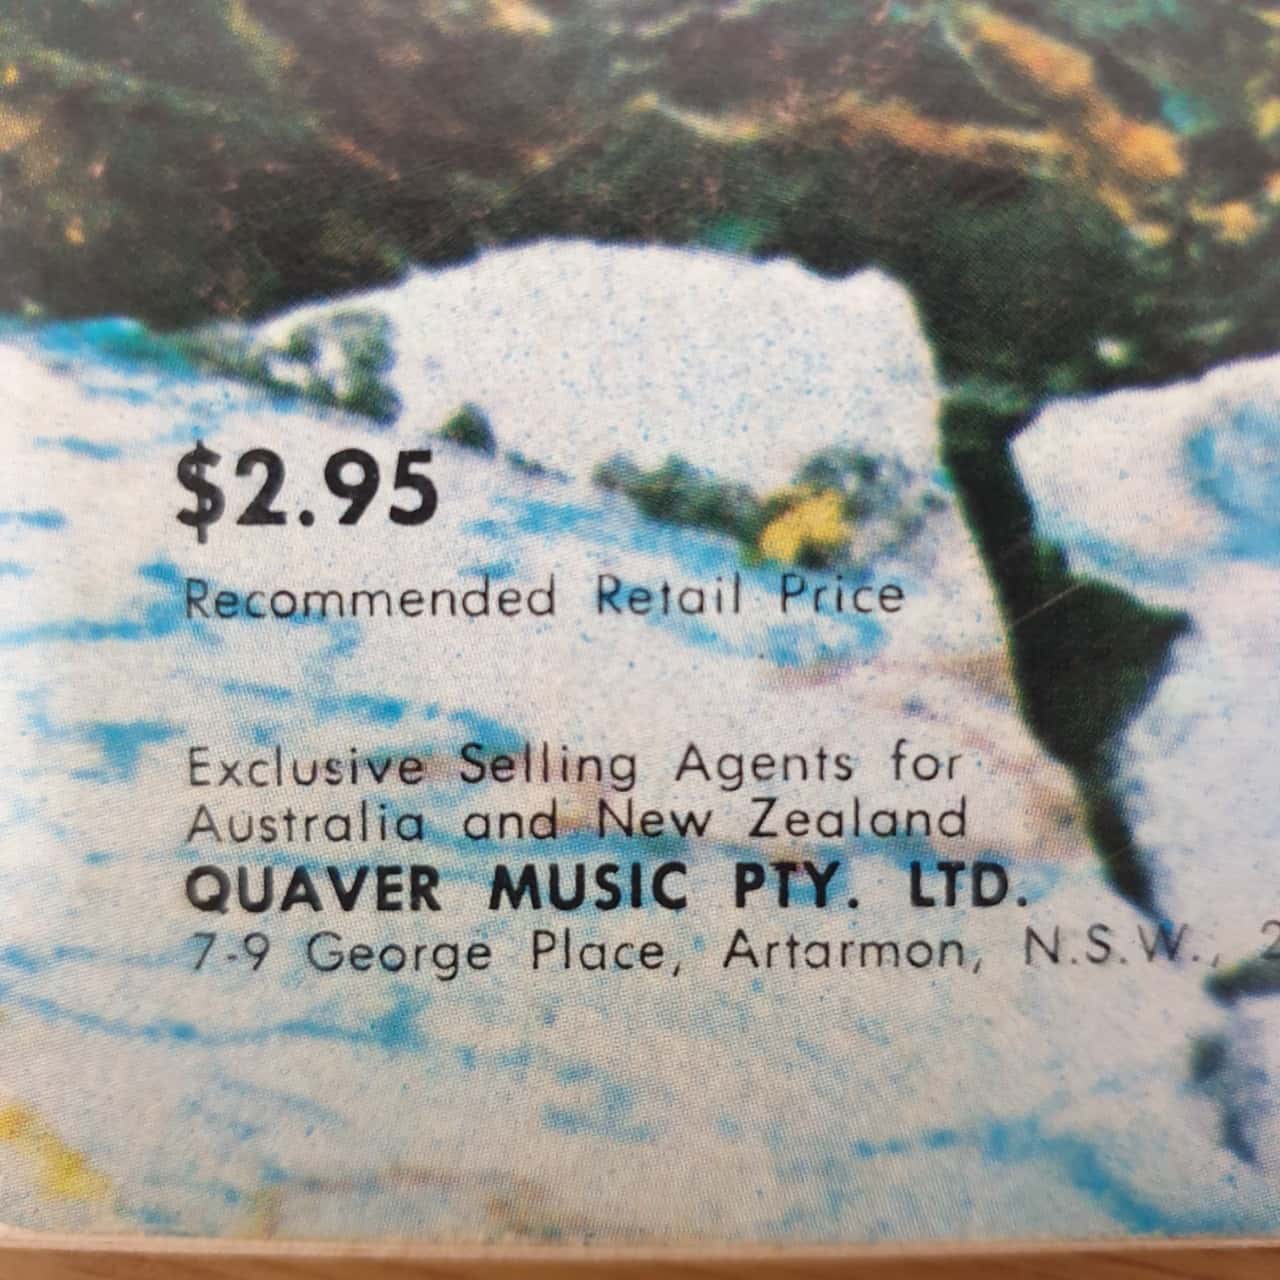 $2.95
Recommended Retail Price
Exclusive Selling Agents for
Australia and New Zealand
QUAVER MUSIC PTY. LTD.
7-9 George Place, Artarmon, N.S.W., 2